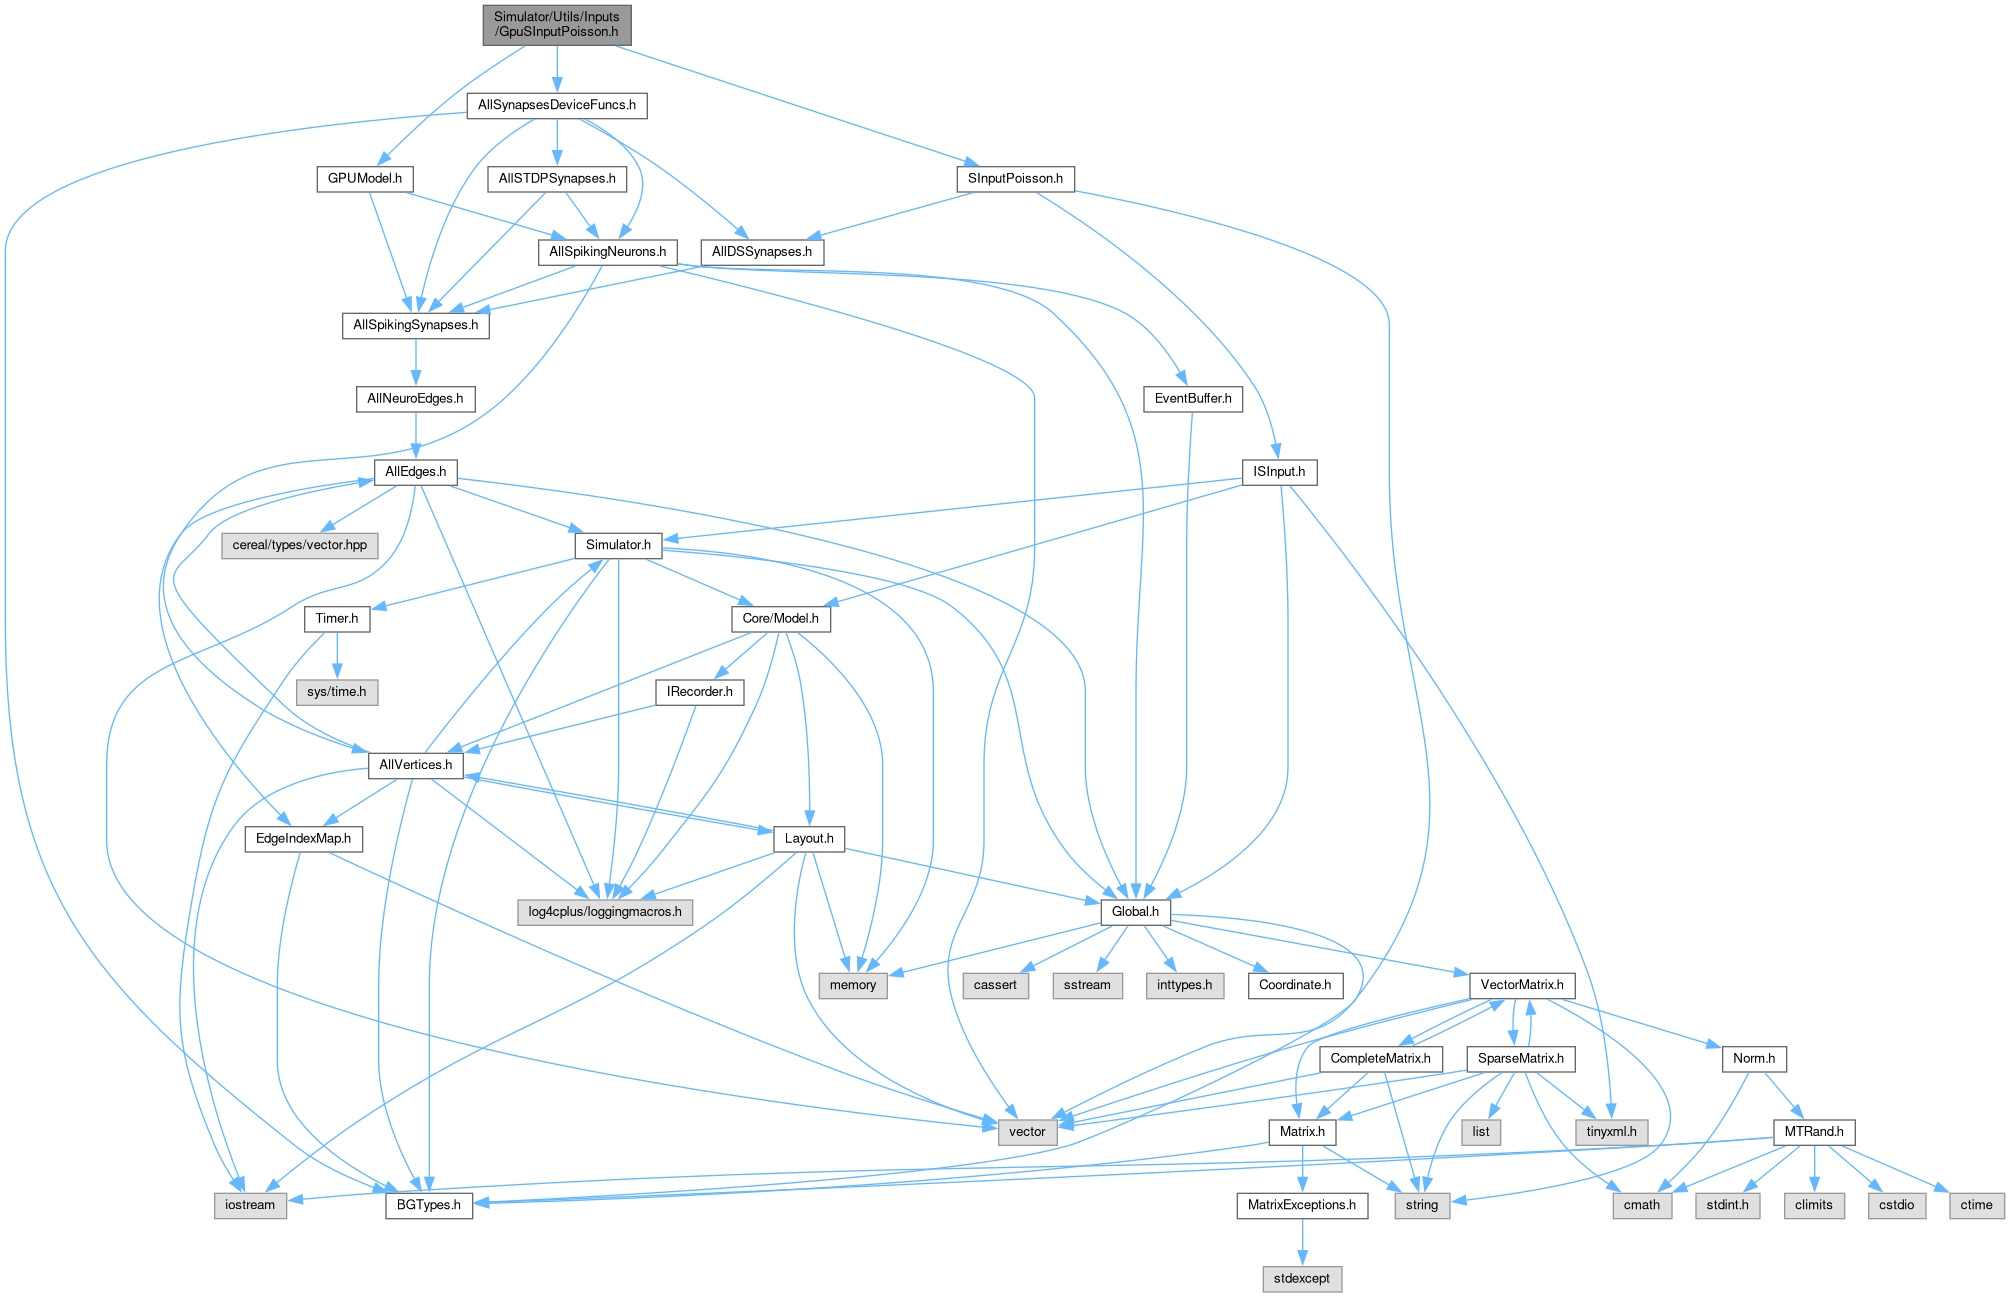 Simulator/Utils/Inputs
/GpuSInputPoisson.h
AllSynapsesDeviceFuncs.h
GPUModel.h
AllSTDPSynapses.h
SInputPoisson.h
AllSpikingNeurons.h
AllDSSynapses.h
AllSpikingSynapses.h
AllNeuroEdges.h
EventBuffer.h
AllEdges.h
ISInput.h
cereal/types/vector.hpp
Simulator.h
Timer.h
Core/Model.h
sys/time.h
IRecorder.h
AllVertices.h
EdgeIndexMap.h
Layout.h
log4cplus/loggingmacros.h
Global.h
memory
cassert
sstream
inttypes.h
Coordinate.h
VectorMatrix.h
CompleteMatrix.h
SparseMatrix.h
Norm.h
vector
Matrix.h
list
tinyxml.h
MTRand.h
iostream
BGTypes.h
MatrixExceptions.h
string
cmath
stdint.h
climits
cstdio
ctime
stdexcept